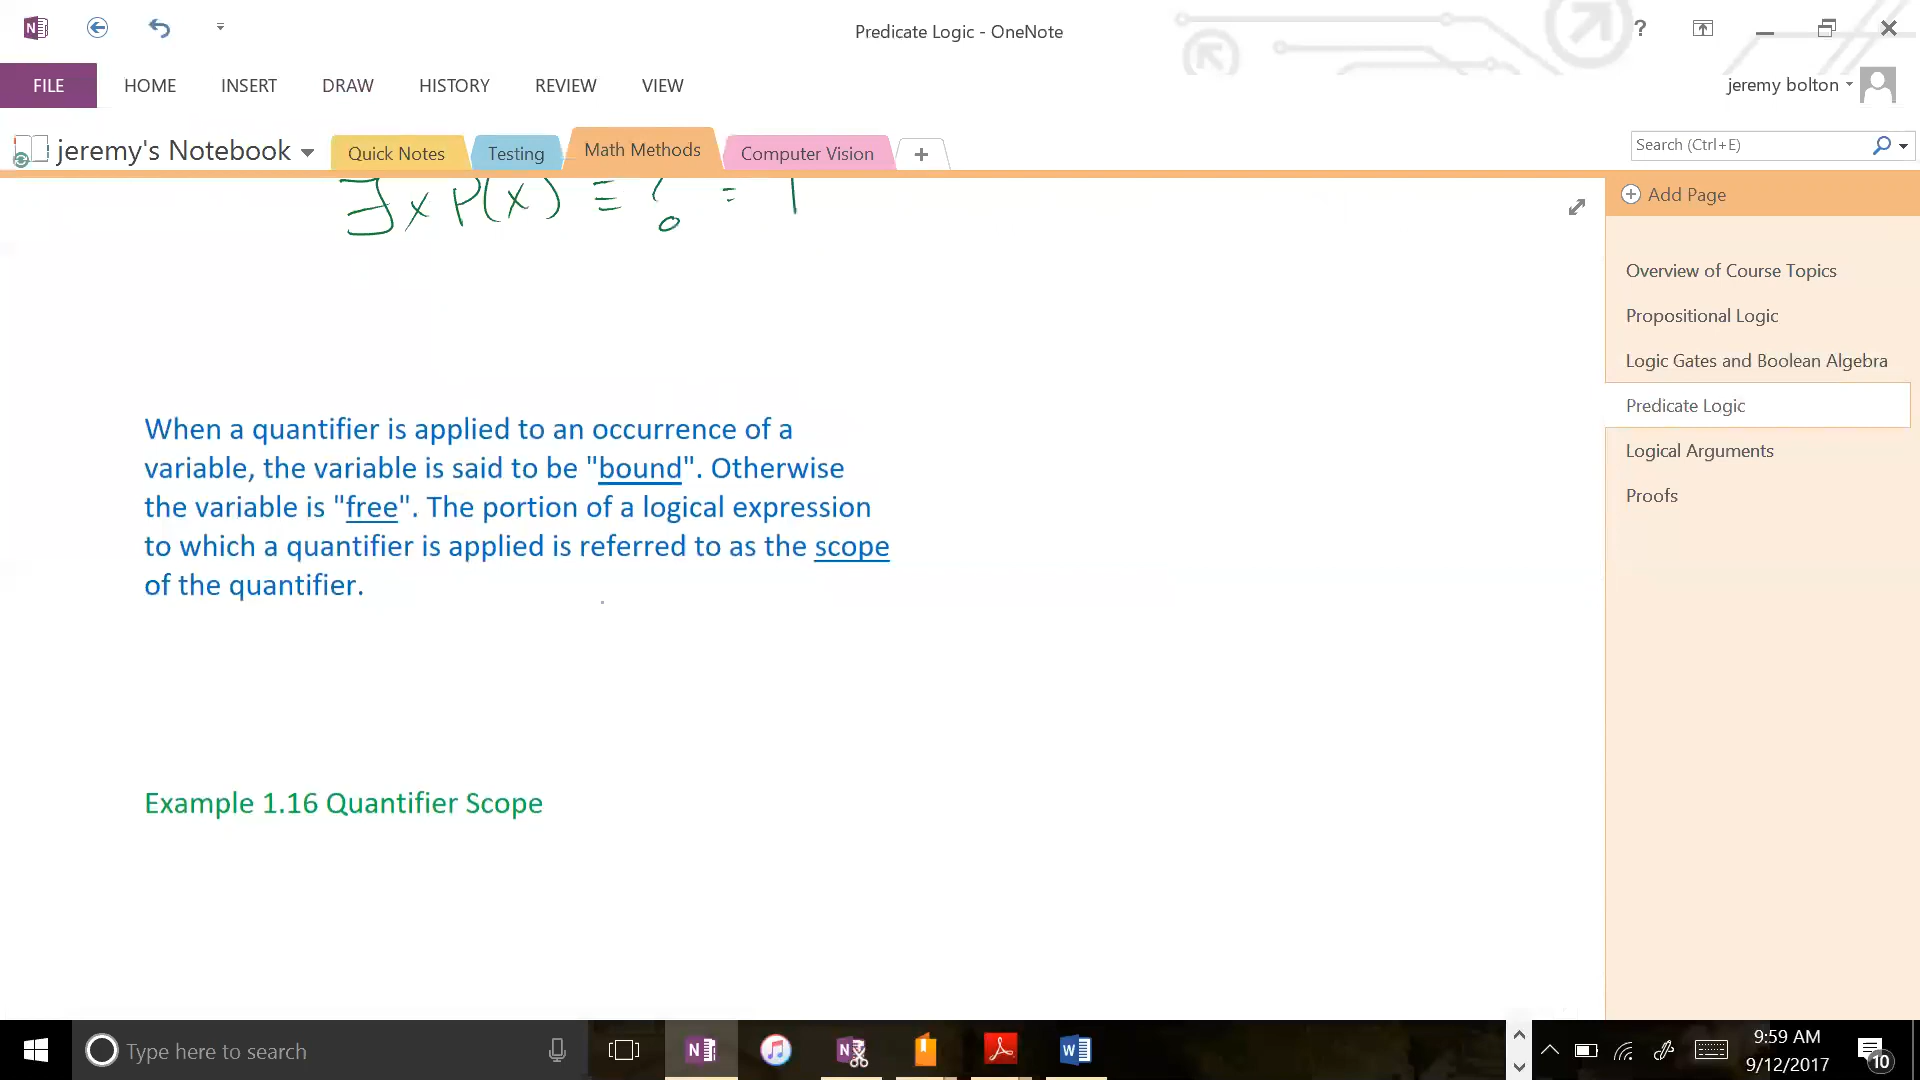 Predicate Logic - OneNote
?
FILE HOME INSERT DRAW HISTORY REVIEW VIEW
jeremy bolton
jeremy's Notebook
Quick Notes Testing Math Methods Computer Vision +
Search (Ctrl+E)
∃x P(x) ≡
Add Page
Overview of Course Topics
Propositional Logic
Logic Gates and Boolean Algebra
Predicate Logic
Logical Arguments
Proofs
When a quantifier is applied to an occurrence of a
variable, the variable is said to be "bound". Otherwise
the variable is "free". The portion of a logical expression
to which a quantifier is applied is referred to as the scope
of the quantifier.
Example 1.16 Quantifier Scope
Type here to search
9:59 AM
9/12/2017
10